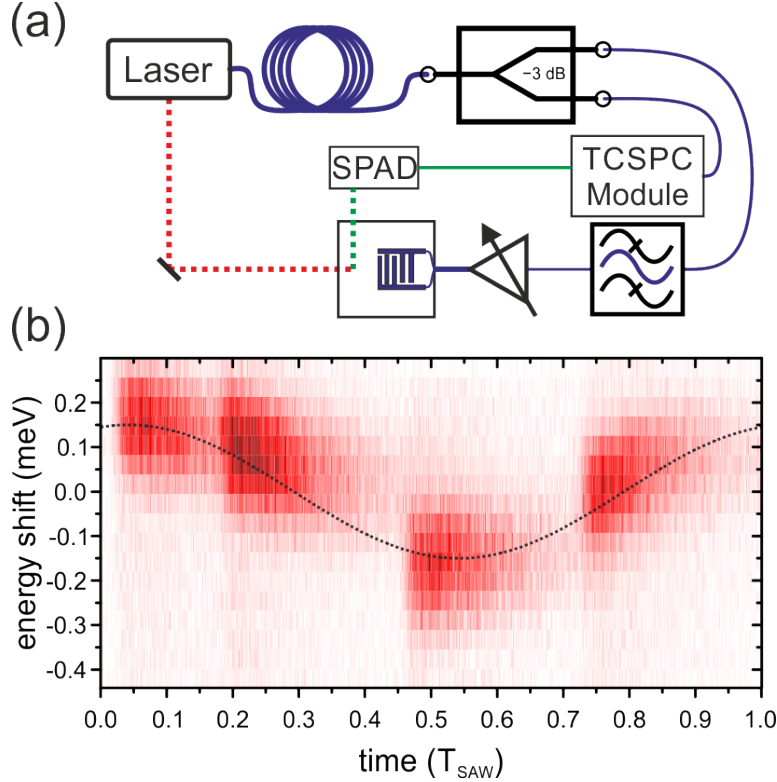 (a)
Laser
−3 dB
SPAD
TCSPC
Module
(b)
energy shift (meV)
0.2
0.1
0.0
-0.1
-0.2
-0.3
-0.4
0.0 0.1 0.2 0.3 0.4 0.5 0.6 0.7 0.8 0.9 1.0
time (T_SAW)